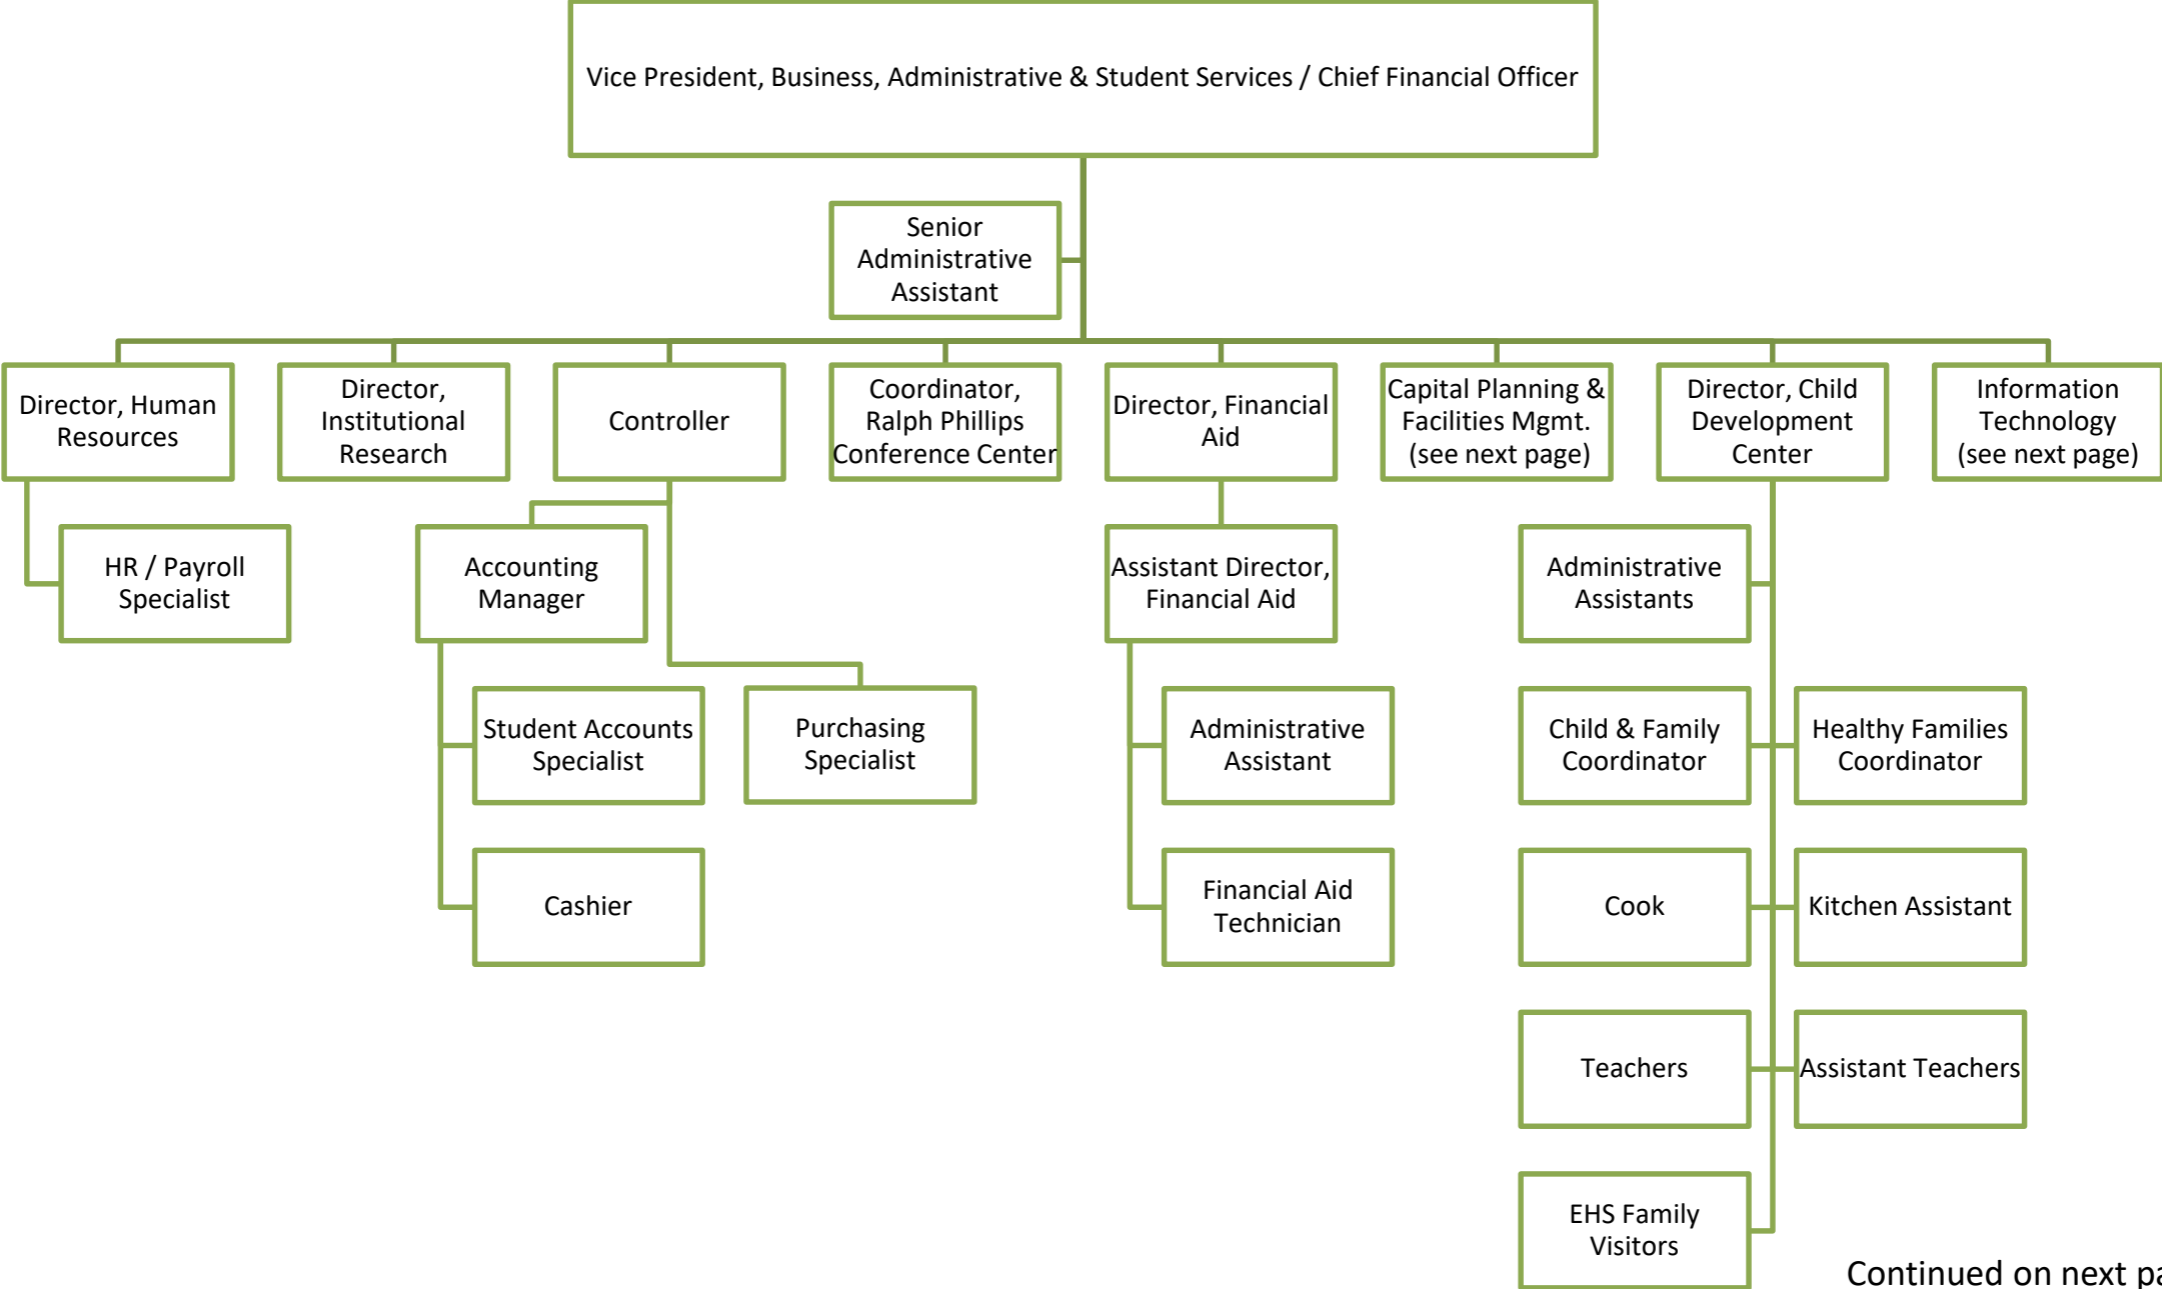 Vice President, Business, Administrative & Student Services / Chief Financial Officer
Senior
Administrative
Assistant
Director, Human
Resources
Director,
Institutional
Research
Controller
Coordinator,
Ralph Phillips
Conference Center
Director, Financial
Aid
Capital Planning &
Facilities Mgmt.
(see next page)
Director, Child
Development
Center
Information
Technology
(see next page)
HR / Payroll
Specialist
Accounting
Manager
Assistant Director,
Financial Aid
Administrative
Assistants
Student Accounts
Specialist
Purchasing
Specialist
Administrative
Assistant
Child & Family
Coordinator
Healthy Families
Coordinator
Cashier
Financial Aid
Technician
Cook
Kitchen Assistant
Teachers
Assistant Teachers
EHS Family
Visitors
Continued on next pa